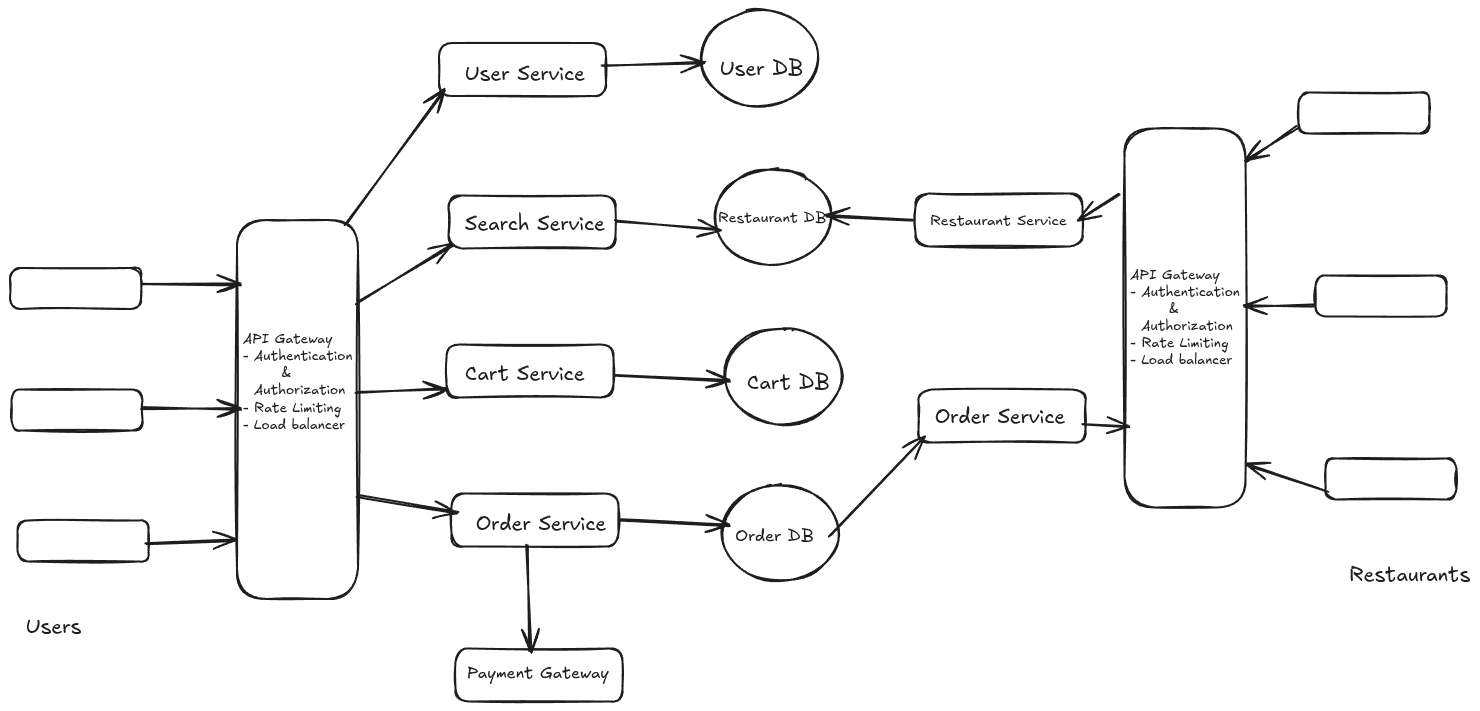 User Service
User DB
Search Service
Restaurant DB
Restaurant Service
API Gateway
- Authentication
&
Authorization
- Rate Limiting
- Load balancer
API Gateway
- Authentication
&
Authorization
- Rate Limiting
- Load balancer
Cart Service
Cart DB
Order Service
Order Service
Order DB
Restaurants
Users
Payment Gateway